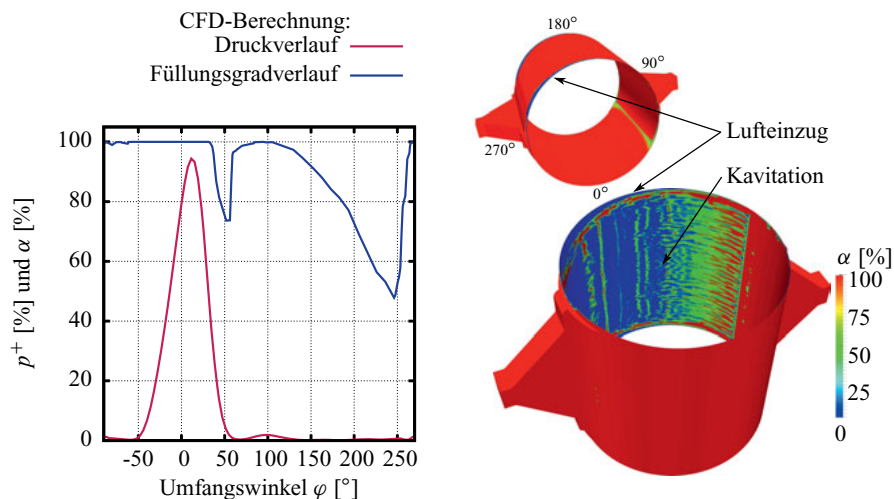 CFD-Berechnung:
Druckverlauf
Füllungsgradverlauf
100
80
60
40
20
0
p⁺ [%] und α [%]
-50 0 50 100 150 200 250
Umfangswinkel φ [°]
180°
90°
270°
0°
Lufteinzug
Kavitation
α [%]
100
75
50
25
0